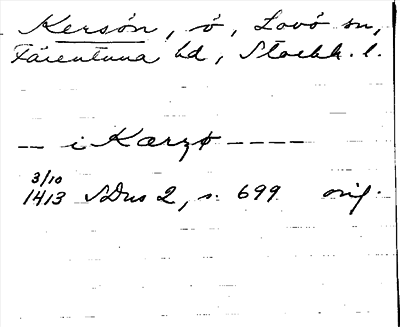 Kersön, ö, Lovö sn,
Färentuna hd, Stockh. l.
-- i Karzø ----
3/10
1413 SDns 2, s. 699 orig.